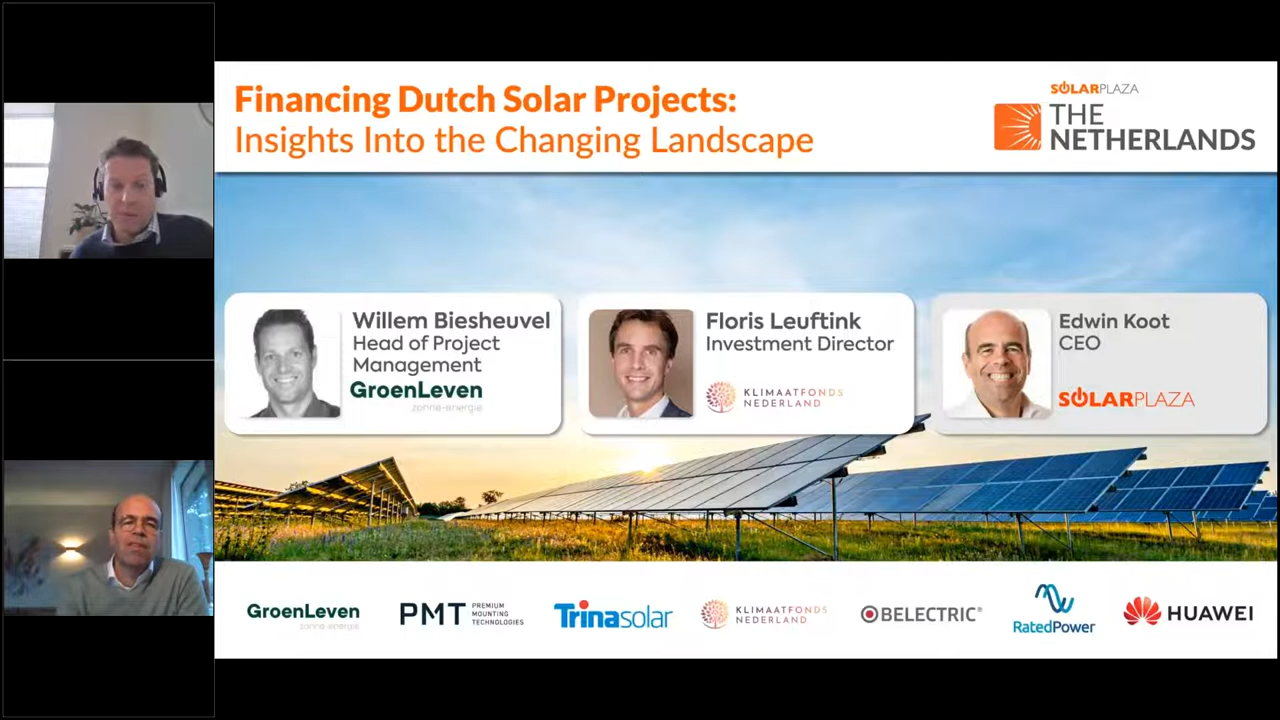 Financing Dutch Solar Projects:
Insights Into the Changing Landscape
SOLARPLAZA
THE
NETHERLANDS
Willem Biesheuvel
Head of Project
Management
GroenLeven
zonne-energie
Floris Leuftink
Investment Director
KLIMAATFONDS
NEDERLAND
Edwin Koot
CEO
SOLARPLAZA
GroenLeven
zonne-energie
PMT PREMIUM
MOUNTING
TECHNOLOGIES
Trinasolar
KLIMAATFONDS
NEDERLAND
BELECTRIC®
RatedPower
HUAWEI